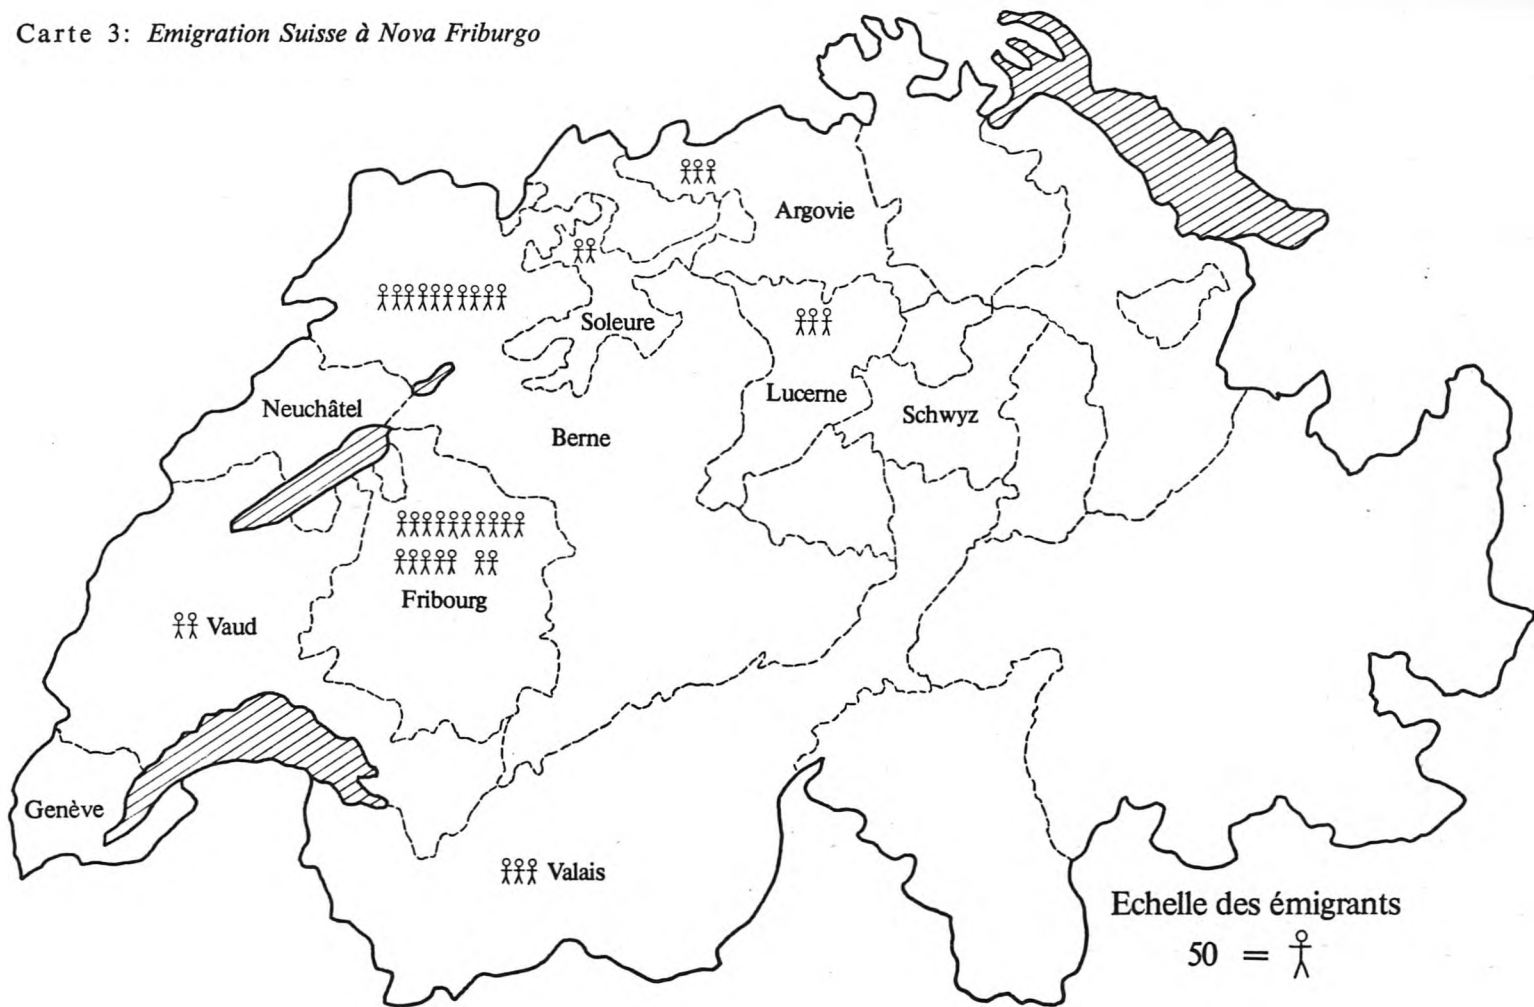 Carte 3: Emigration Suisse à Nova Friburgo
Argovie
Soleure
Lucerne
Neuchâtel
Schwyz
Berne
Fribourg
Vaud
Genève
Valais
Echelle des émigrants
50 =